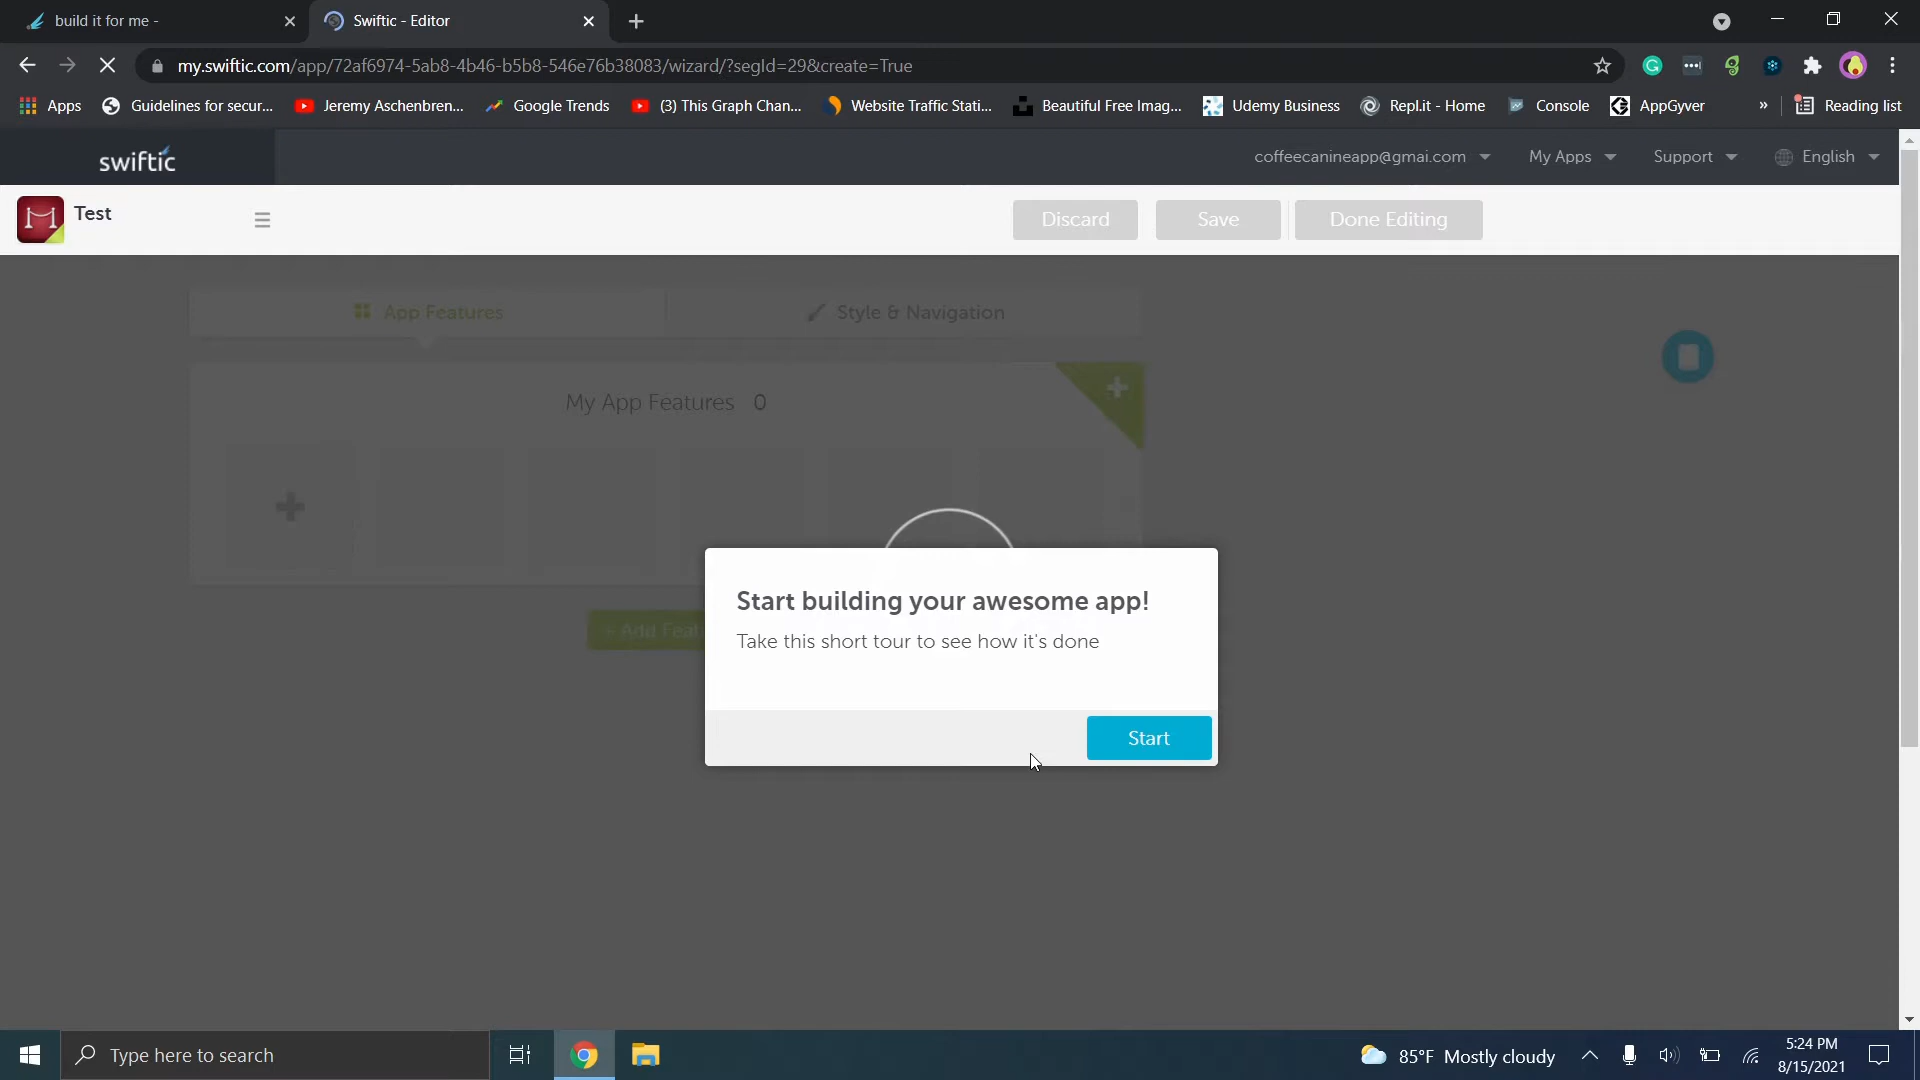 build it for me -
Swiftic - Editor
my.swiftic.com/app/72af6974-5ab8-4b46-b5b8-546e76b38083/wizard/?segId=29&create=True
Apps
Guidelines for secur...
Jeremy Aschenbren...
Google Trends
(3) This Graph Chan...
Website Traffic Stati...
Beautiful Free Imag...
Udemy Business
Repl.it - Home
Console
AppGyver
»
Reading list
swiftic
coffeecanineapp@gmai.com
My Apps
Support
English
Test
Discard
Save
Done Editing
App Features
Style & Navigation
My App Features 0
+ Add Feat
Start building your awesome app!
Take this short tour to see how it's done
Start
Type here to search
85°F Mostly cloudy
5:24 PM
8/15/2021